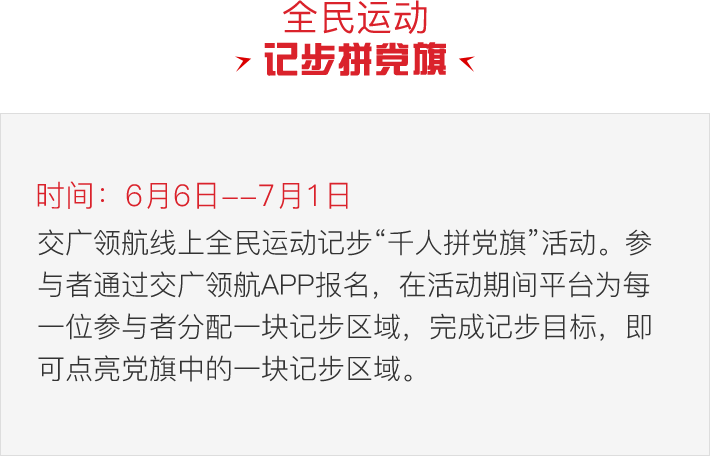 全民运动
记步拼党旗
时间：6月6日--7月1日
交广领航线上全民运动记步“千人拼党旗”活动。参
与者通过交广领航APP报名，在活动期间平台为每
一位参与者分配一块记步区域，完成记步目标，即
可点亮党旗中的一块记步区域。